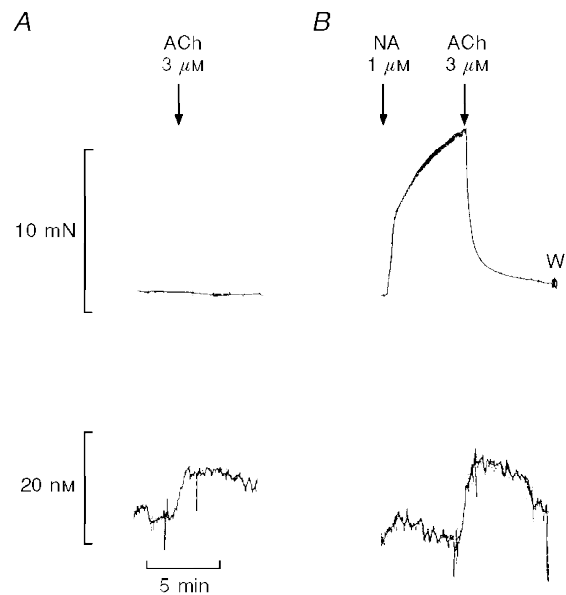 A
B
ACh
3 μM
NA
1 μM
ACh
3 μM
10 mN
W
20 nM
5 min